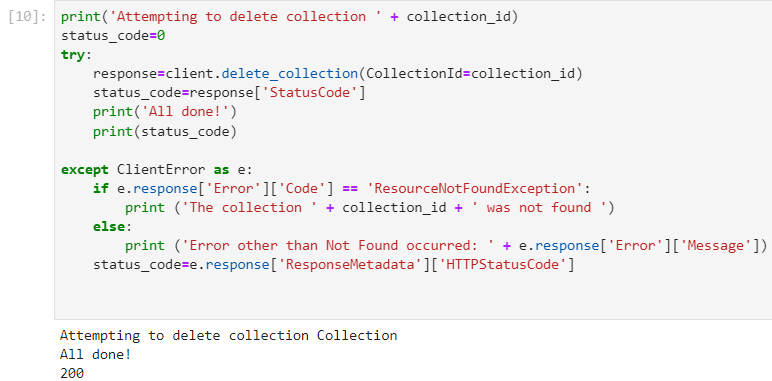 [10]: print('Attempting to delete collection ' + collection_id)
status_code=0
try:
    response=client.delete_collection(CollectionId=collection_id)
    status_code=response['StatusCode']
    print('All done!')
    print(status_code)

except ClientError as e:
    if e.response['Error']['Code'] == 'ResourceNotFoundException':
        print ('The collection ' + collection_id + ' was not found ')
    else:
        print ('Error other than Not Found occurred: ' + e.response['Error']['Message'])
    status_code=e.response['ResponseMetadata']['HTTPStatusCode']

Attempting to delete collection Collection
All done!
200